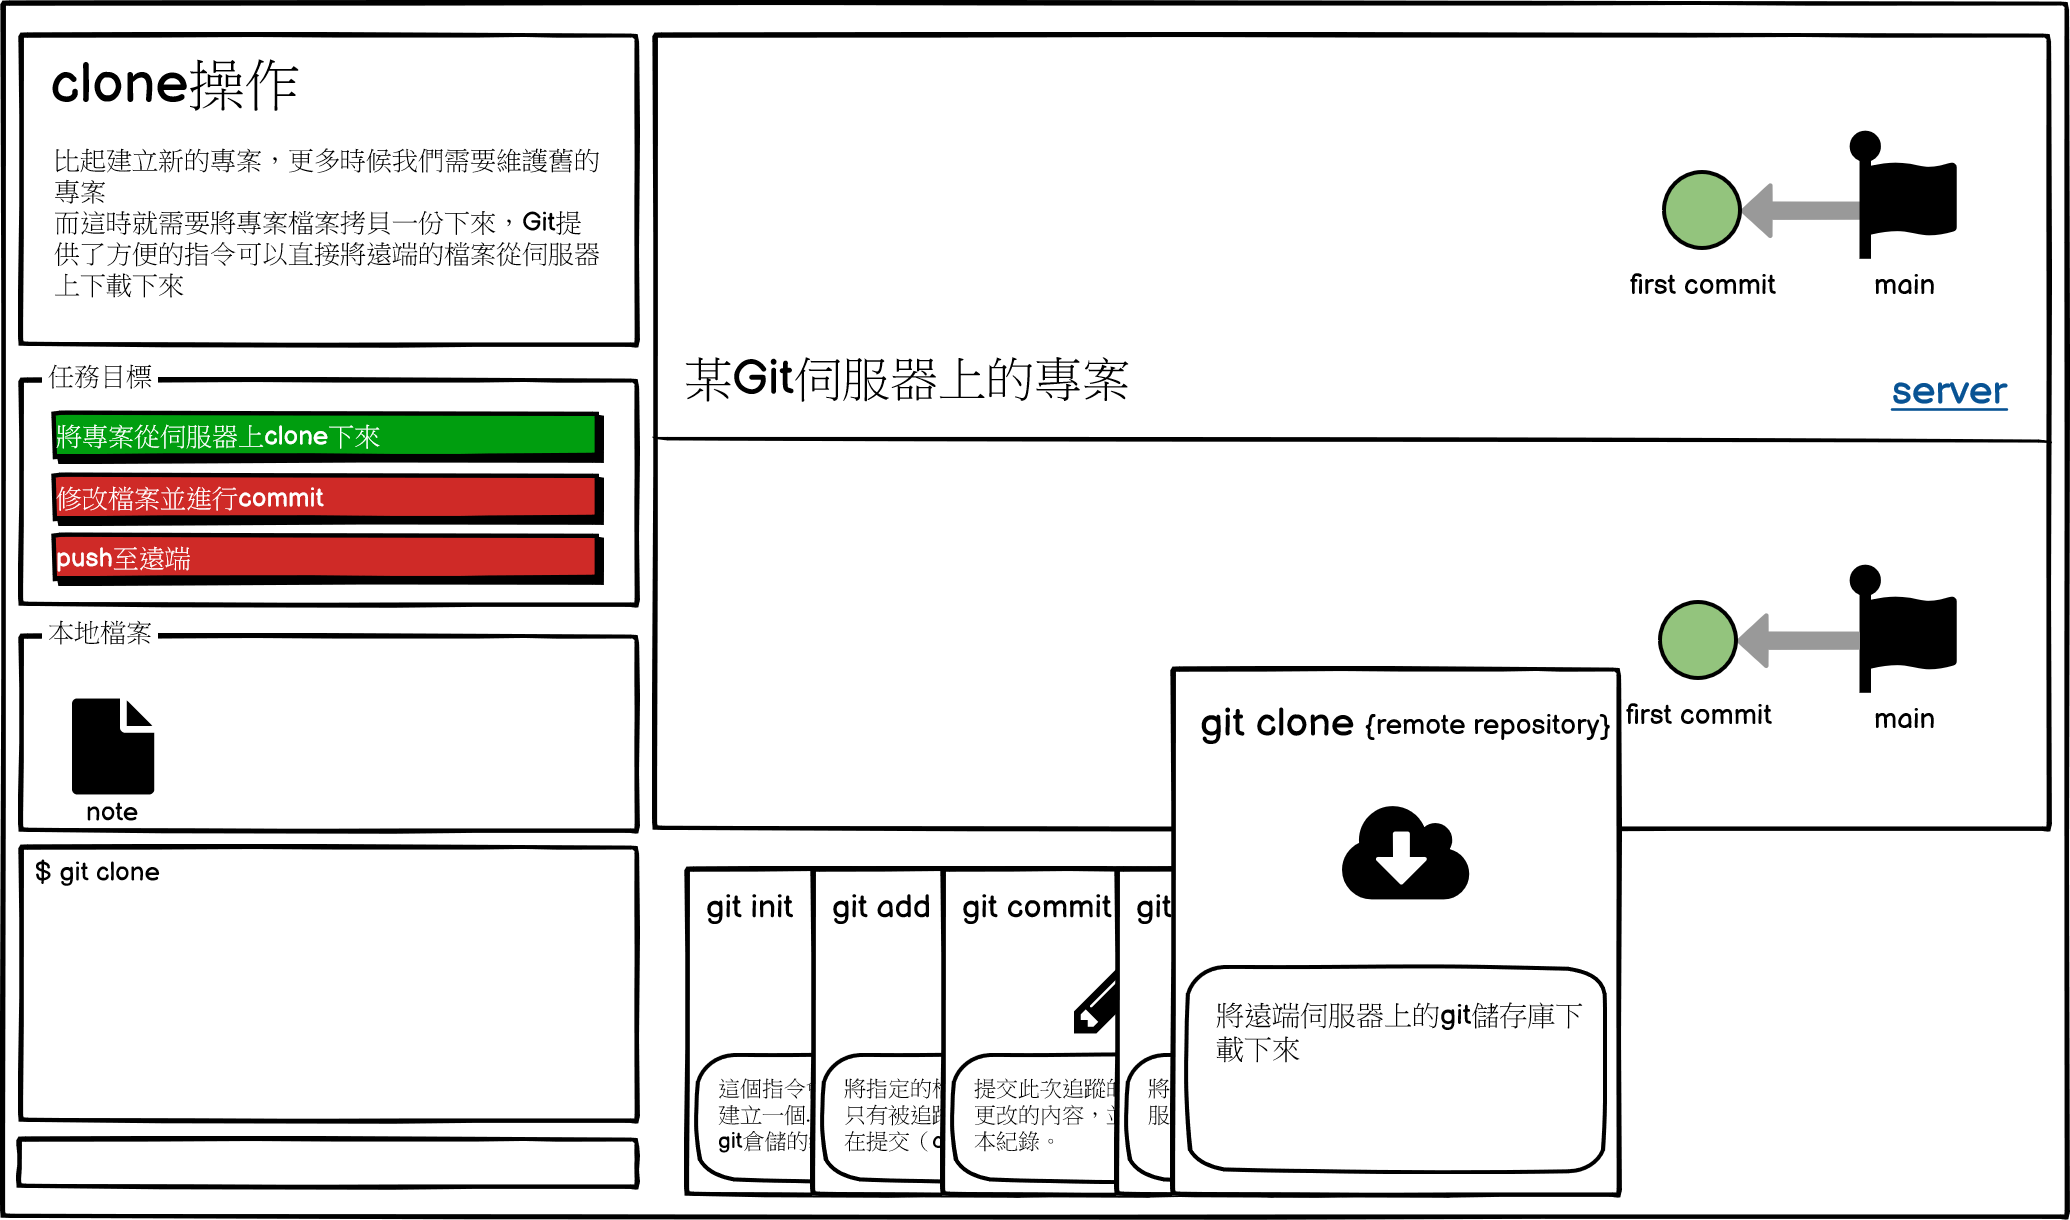 clone操作
比起建立新的專案，更多時候我們需要維護舊的
專案
而這時就需要將專案檔案拷貝一份下來，Git提
供了方便的指令可以直接將遠端的檔案從伺服器
上下載下來
任務目標
將專案從伺服器上clone下來
修改檔案並進行commit
push至遠端
本地檔案
note
$ git clone
first commit
main
某Git伺服器上的專案
server
first commit
main
git init
這個指令
建立一個
git倉儲的
git add
將指定的
只有被追
在提交（
git commit
提交此次追蹤
更改的內容，
本紀錄。
git
將
服
git clone {remote repository}
將遠端伺服器上的git儲存庫下
載下來